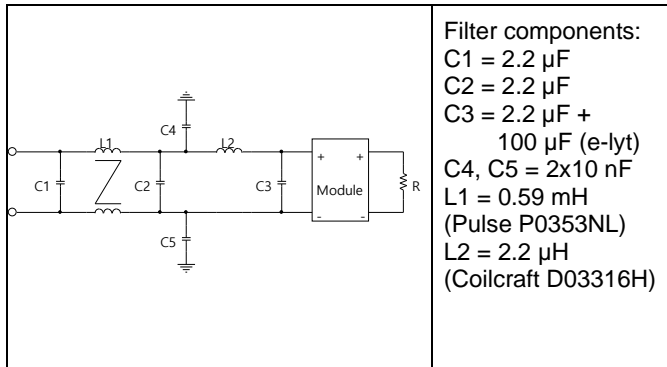 L1
C4
L2
C1
C2
C3
+ +
Module
- -
R
C5
Filter components:
C1 = 2.2 µF
C2 = 2.2 µF
C3 = 2.2 µF +
100 µF (e-lyt)
C4, C5 = 2x10 nF
L1 = 0.59 mH
(Pulse P0353NL)
L2 = 2.2 µH
(Coilcraft D03316H)